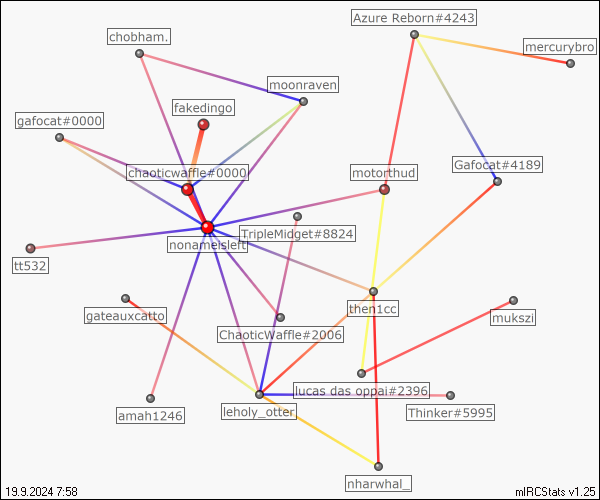 Azure Reborn#4243
chobham.
mercurybro
moonraven
fakedingo
gafocat#0000
chaoticwaffle#0000
motorthud
Gafocat#4189
TripleMidget#8824
nonameisleft
tt532
then1cc
gateauxcatto
mukszi
ChaoticWaffle#2006
lucas das oppai#2396
leholy_otter
Thinker#5995
amah1246
nharwhal_
19.9.2024 7:58
mIRCStats v1.25